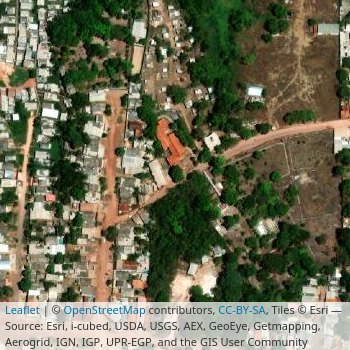 Leaflet | © OpenStreetMap contributors, CC-BY-SA, Tiles © Esri —
Source: Esri, i-cubed, USDA, USGS, AEX, GeoEye, Getmapping,
Aerogrid, IGN, IGP, UPR-EGP, and the GIS User Community